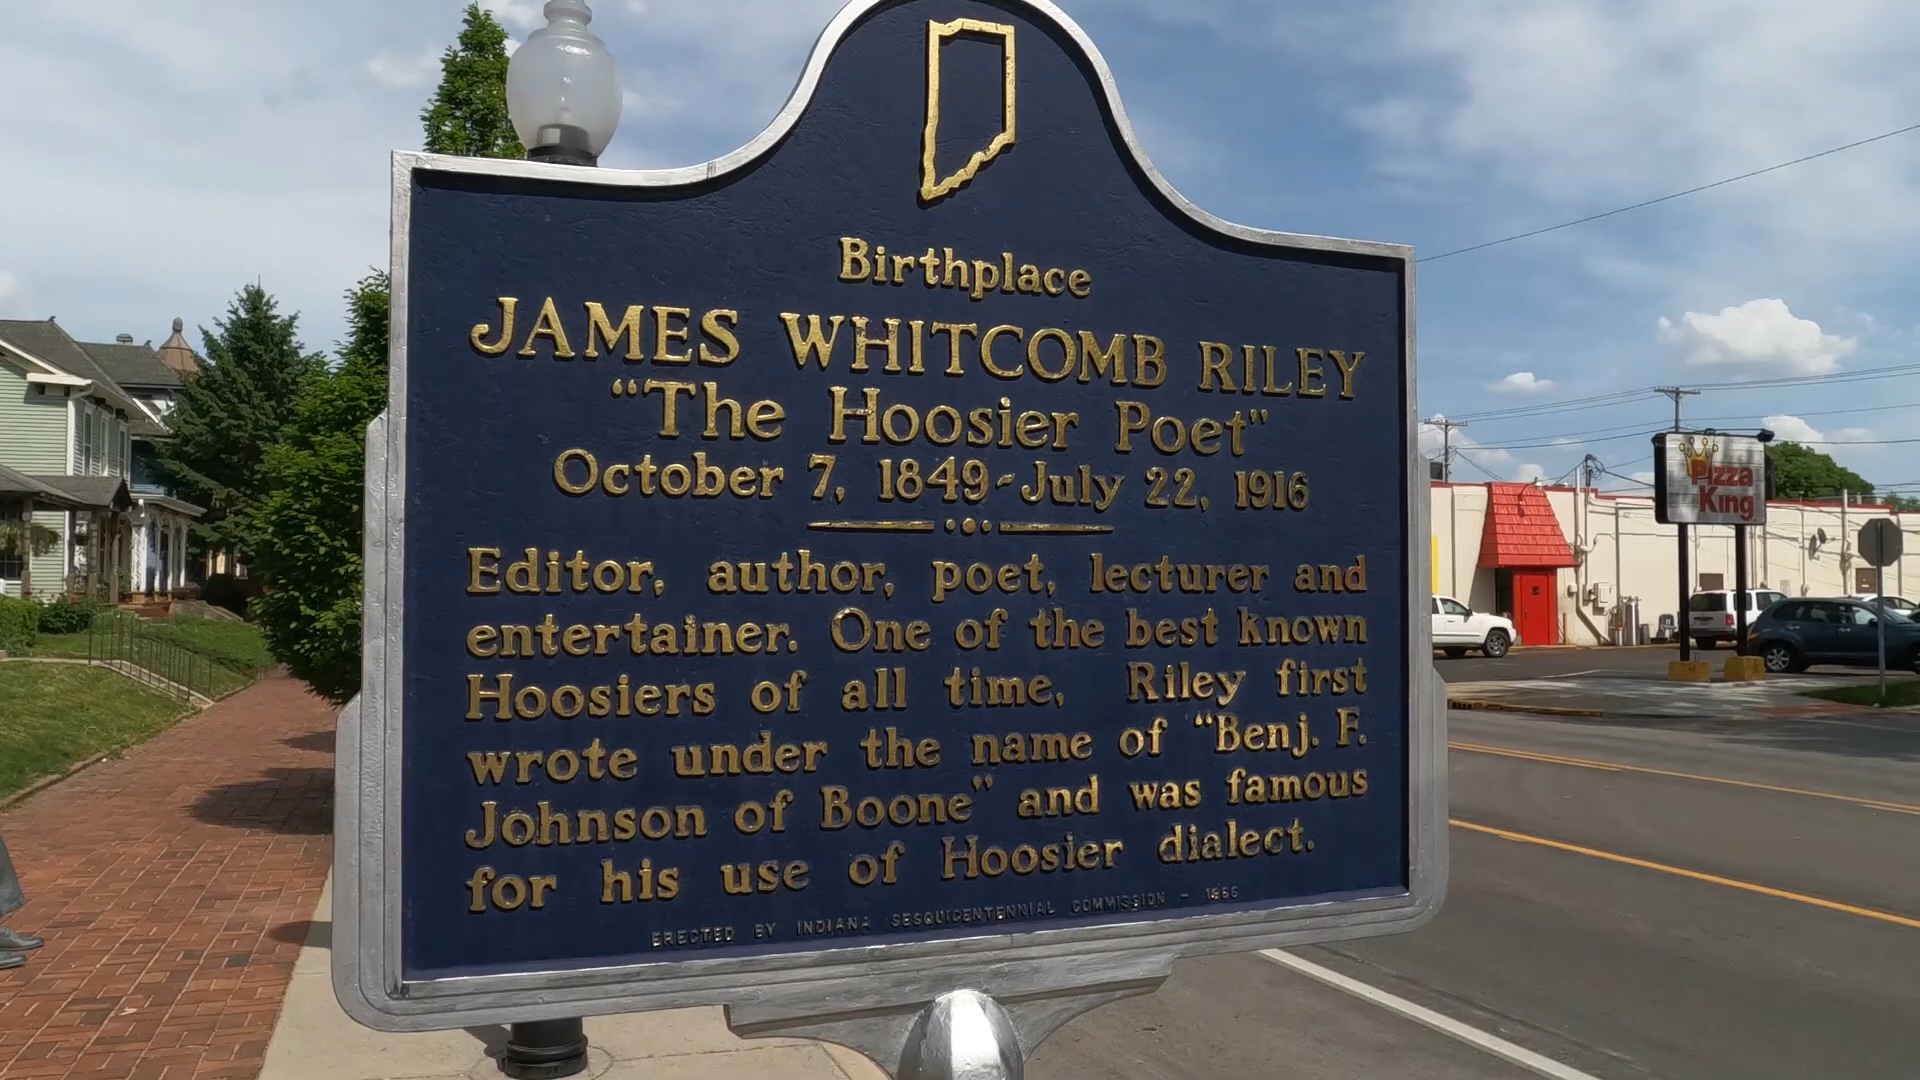 Birthplace
JAMES WHITCOMB RILEY
"The Hoosier Poet"
October 7, 1849-July 22, 1916
Editor, author, poet, lecturer and
entertainer. One of the best known
Hoosiers of all time, Riley first
wrote under the name of "Benj. F.
Johnson of Boone" and was famous
for his use of Hoosier dialect.
ERECTED BY INDIANA SESQUICENTENNIAL COMMISSION - 1966
Pizza
King